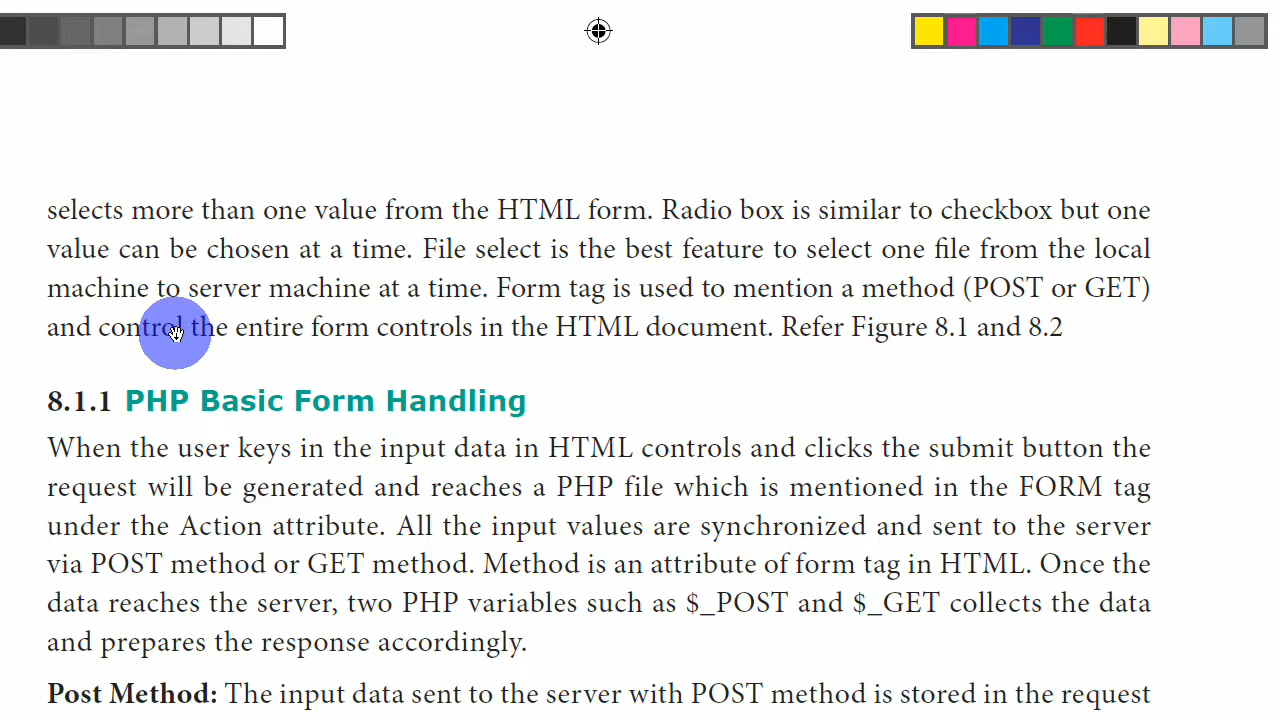 selects more than one value from the HTML form. Radio box is similar to checkbox but one
value can be chosen at a time. File select is the best feature to select one file from the local
machine to server machine at a time. Form tag is used to mention a method (POST or GET)
and control the entire form controls in the HTML document. Refer Figure 8.1 and 8.2
8.1.1 PHP Basic Form Handling
When the user keys in the input data in HTML controls and clicks the submit button the
request will be generated and reaches a PHP file which is mentioned in the FORM tag
under the Action attribute. All the input values are synchronized and sent to the server
via POST method or GET method. Method is an attribute of form tag in HTML. Once the
data reaches the server, two PHP variables such as $_POST and $_GET collects the data
and prepares the response accordingly.
Post Method: The input data sent to the server with POST method is stored in the request